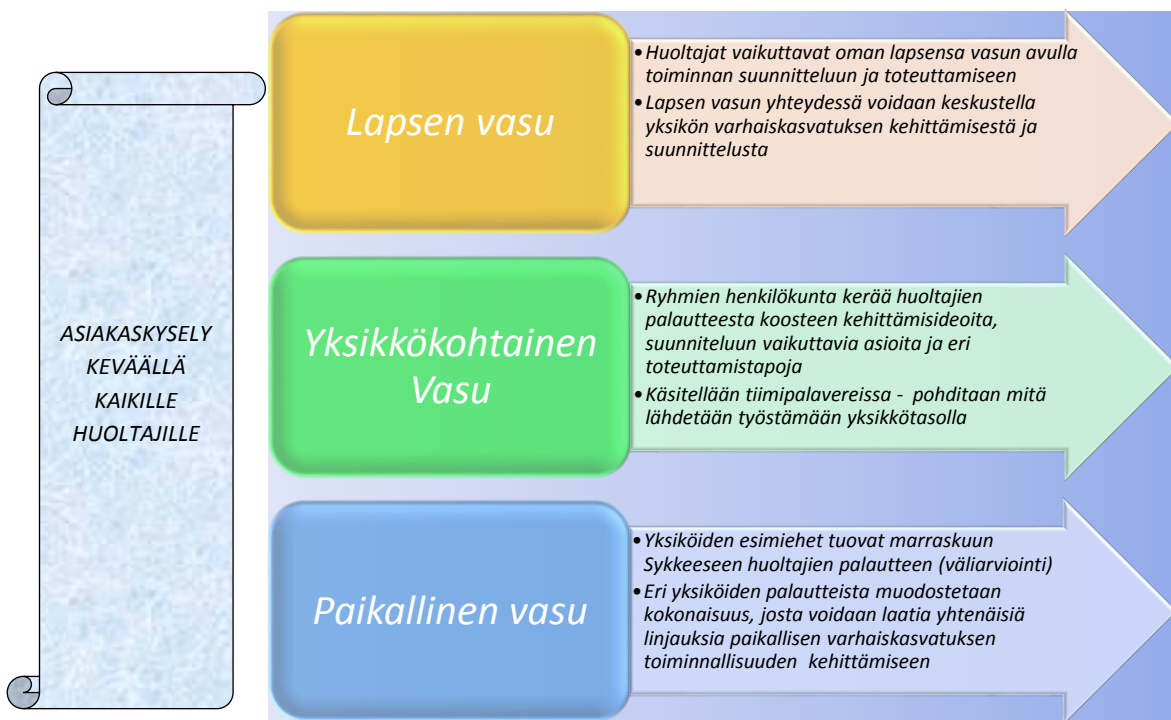 ASIAKASKYSELY
KEVÄÄLLÄ
KAIKILLE
HUOLTAJILLE
Lapsen vasu
•Huoltajat vaikuttavat oman lapsensa vasun avulla
toiminnan suunnitteluun ja toteuttamiseen
•Lapsen vasun yhteydessä voidaan keskustella
yksikön varhaiskasvatuksen kehittämisestä ja
suunnittelusta
Yksikkökohtainen
Vasu
•Ryhmien henkilökunta kerää huoltajien
palautteesta koosteen kehittämisideoita,
suunniteluun vaikuttavia asioita ja eri
toteuttamistapoja
•Käsitellään tiimipalavereissa - pohditaan mitä
lähdetään työstämään yksikkötasolla
Paikallinen vasu
•Yksiköiden esimiehet tuovat marraskuun
Sykkeeseen huoltajien palautteen (väliarviointi)
•Eri yksiköiden palautteista muodostetaan
kokonaisuus, josta voidaan laatia yhtenäisiä
linjauksia paikallisen varhaiskasvatuksen
toiminnallisuuden kehittämiseen